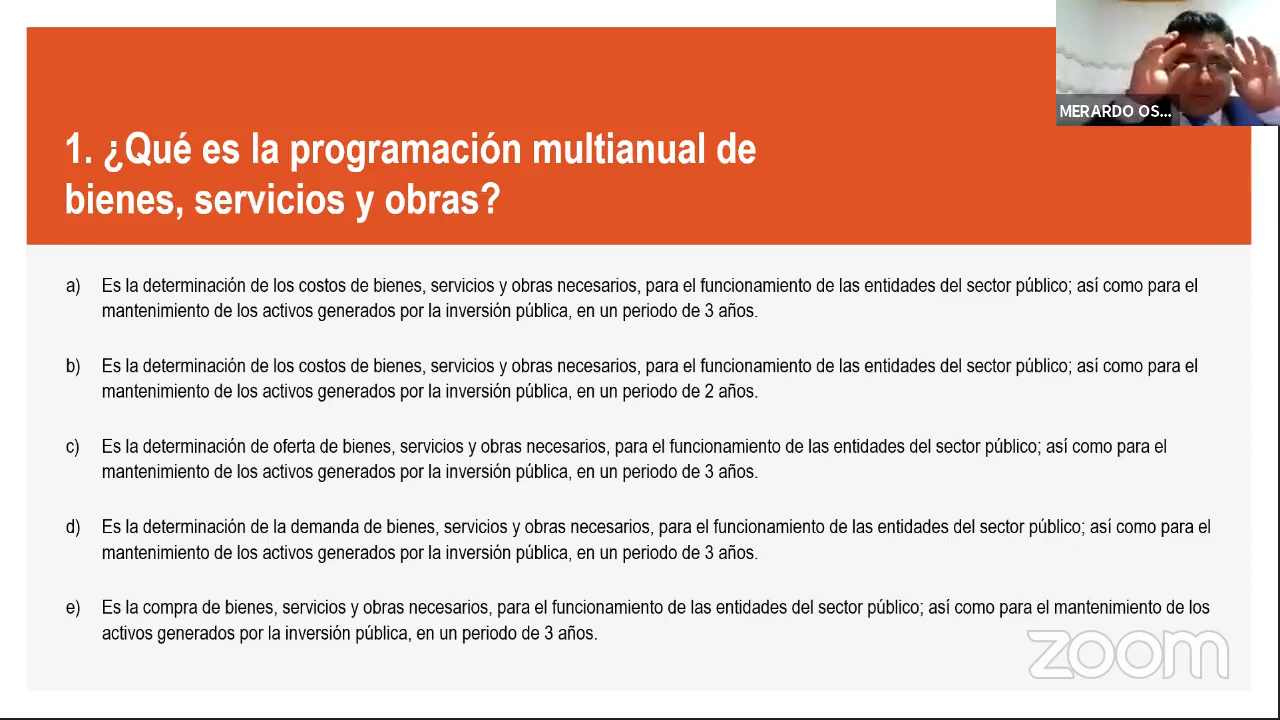 MERARDO OS...
1. ¿Qué es la programación multianual de
bienes, servicios y obras?
a) Es la determinación de los costos de bienes, servicios y obras necesarios, para el funcionamiento de las entidades del sector público; así como para el
mantenimiento de los activos generados por la inversión pública, en un periodo de 3 años.
b) Es la determinación de los costos de bienes, servicios y obras necesarios, para el funcionamiento de las entidades del sector público; así como para el
mantenimiento de los activos generados por la inversión pública, en un periodo de 2 años.
c) Es la determinación de oferta de bienes, servicios y obras necesarios, para el funcionamiento de las entidades del sector público; así como para el
mantenimiento de los activos generados por la inversión pública, en un periodo de 3 años.
d) Es la determinación de la demanda de bienes, servicios y obras necesarios, para el funcionamiento de las entidades del sector público; así como para el
mantenimiento de los activos generados por la inversión pública, en un periodo de 3 años.
e) Es la compra de bienes, servicios y obras necesarios, para el funcionamiento de las entidades del sector público; así como para el mantenimiento de los
activos generados por la inversión pública, en un periodo de 3 años.
zoom